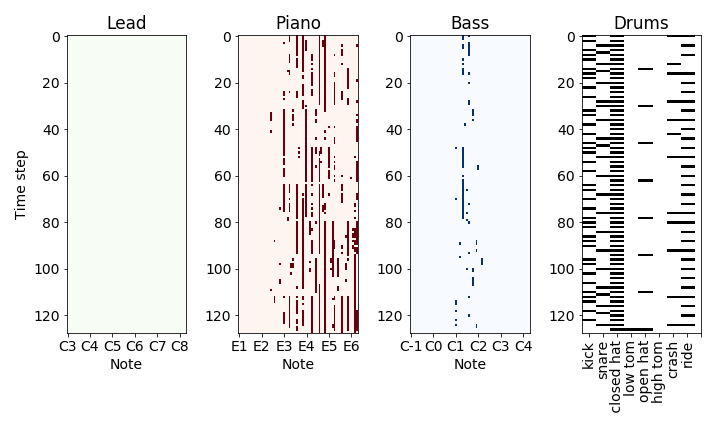 Lead Piano Bass Drums
0 0 0 0
20 20 20 20
40 40 40 40
60 60 60 60
80 80 80 80
100 100 100 100
120 120 120 120
Time step
C3 C4 C5 C6 C7 C8 E1 E2 E3 E4 E5 E6 C-1 C0 C1 C2 C3 C4
Note Note Note
kick
snare
closed hat
low tom
open hat
high tom
crash
ride